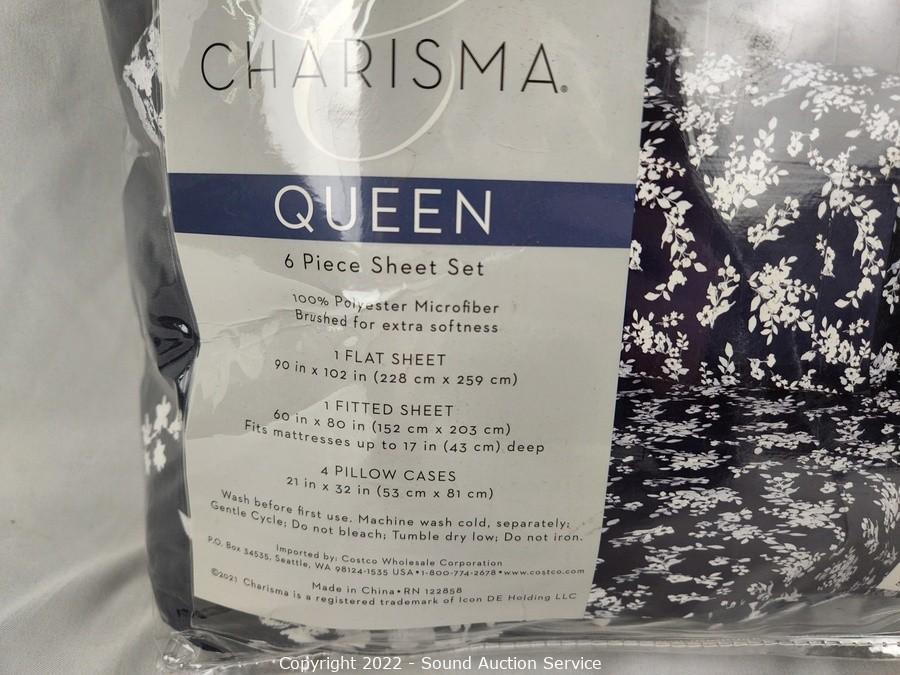 CHARISMA®
QUEEN
6 Piece Sheet Set
100% Polyester Microfiber
Brushed for extra softness
1 FLAT SHEET
90 in x 102 in (228 cm x 259 cm)
1 FITTED SHEET
60 in x 80 in (152 cm x 203 cm)
Fits mattresses up to 17 in (43 cm) deep
4 PILLOW CASES
21 in x 32 in (53 cm x 81 cm)
Wash before first use. Machine wash cold, separately;
Gentle Cycle; Do not bleach; Tumble dry low; Do not iron.
Imported by: Costco Wholesale Corporation
P.O. Box 34535, Seattle, WA 98124-1535 USA•1-800-774-2678•www.costco.com
Made in China•RN 122858
©2021 Charisma is a registered trademark of Icon DE Holding LLC
Copyright 2022 - Sound Auction Service